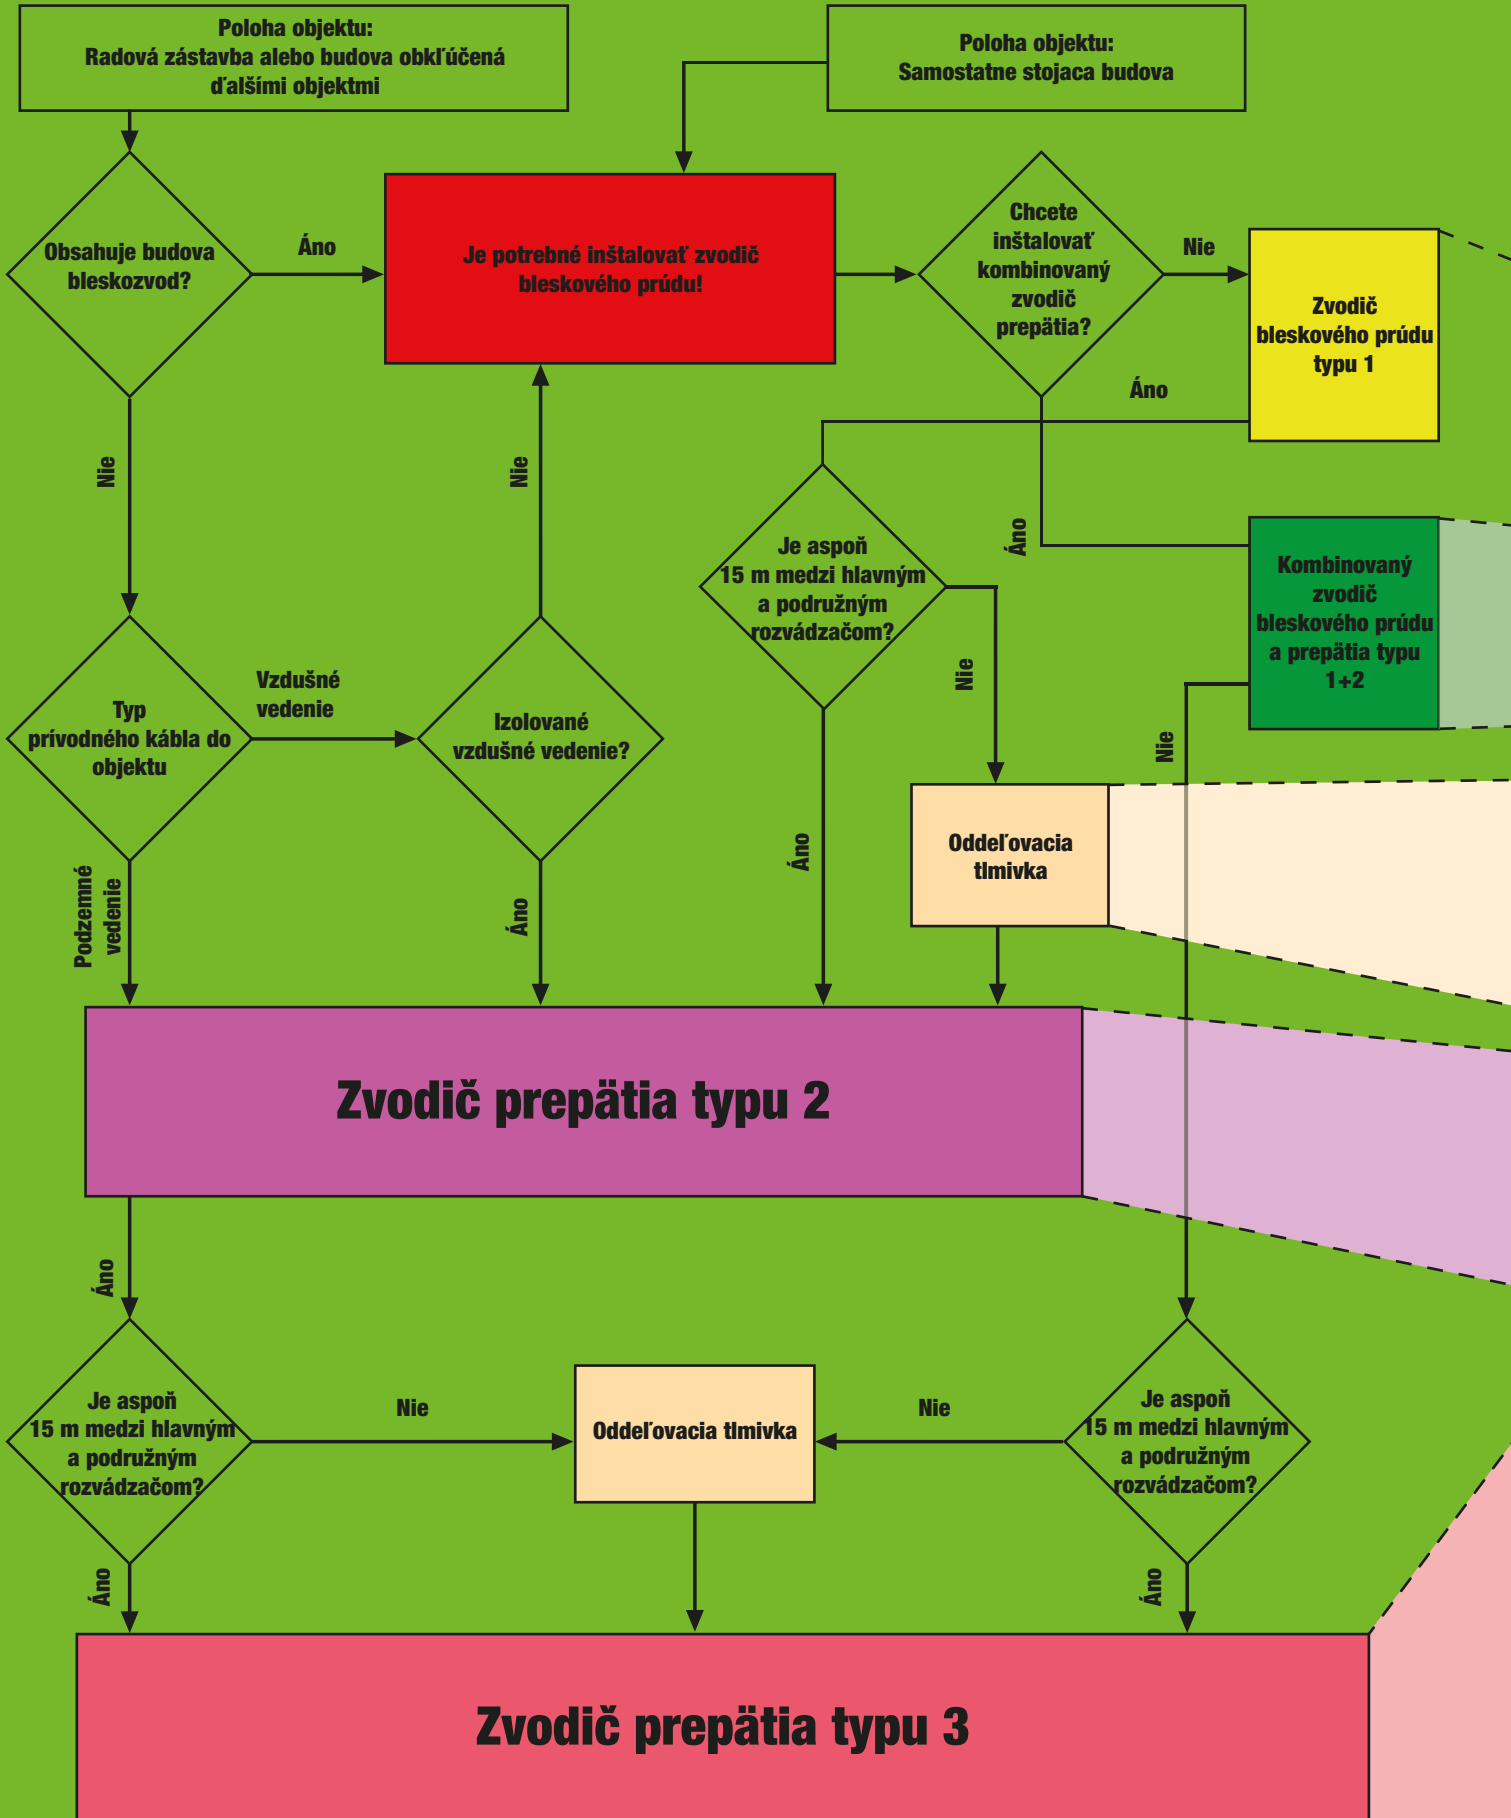 Poloha objektu:
Radová zástavba alebo budova obkľúčená
ďalšími objektmi
Poloha objektu:
Samostatne stojaca budova
Obsahuje budova
bleskozvod?
Áno
Je potrebné inštalovať zvodič
bleskového prúdu!
Chcete
inštalovať
kombinovaný
zvodič
prepätia?
Nie
Zvodič
bleskového prúdu
typu 1
Áno
Nie
Nie
Áno
Je aspoň
15 m medzi hlavným
a podružným
rozvádzačom?
Kombinovaný
zvodič
bleskového prúdu
a prepätia typu
1+2
Typ
prívodného kábla do
objektu
Vzdušné
vedenie
Izolované
vzdušné vedenie?
Nie
Nie
Podzemné
vedenie
Áno
Áno
Oddeľovacia
tlmivka
Zvodič prepätia typu 2
Áno
Je aspoň
15 m medzi hlavným
a podružným
rozvádzačom?
Nie
Oddeľovacia tlmivka
Nie
Je aspoň
15 m medzi hlavným
a podružným
rozvádzačom?
Áno
Áno
Zvodič prepätia typu 3